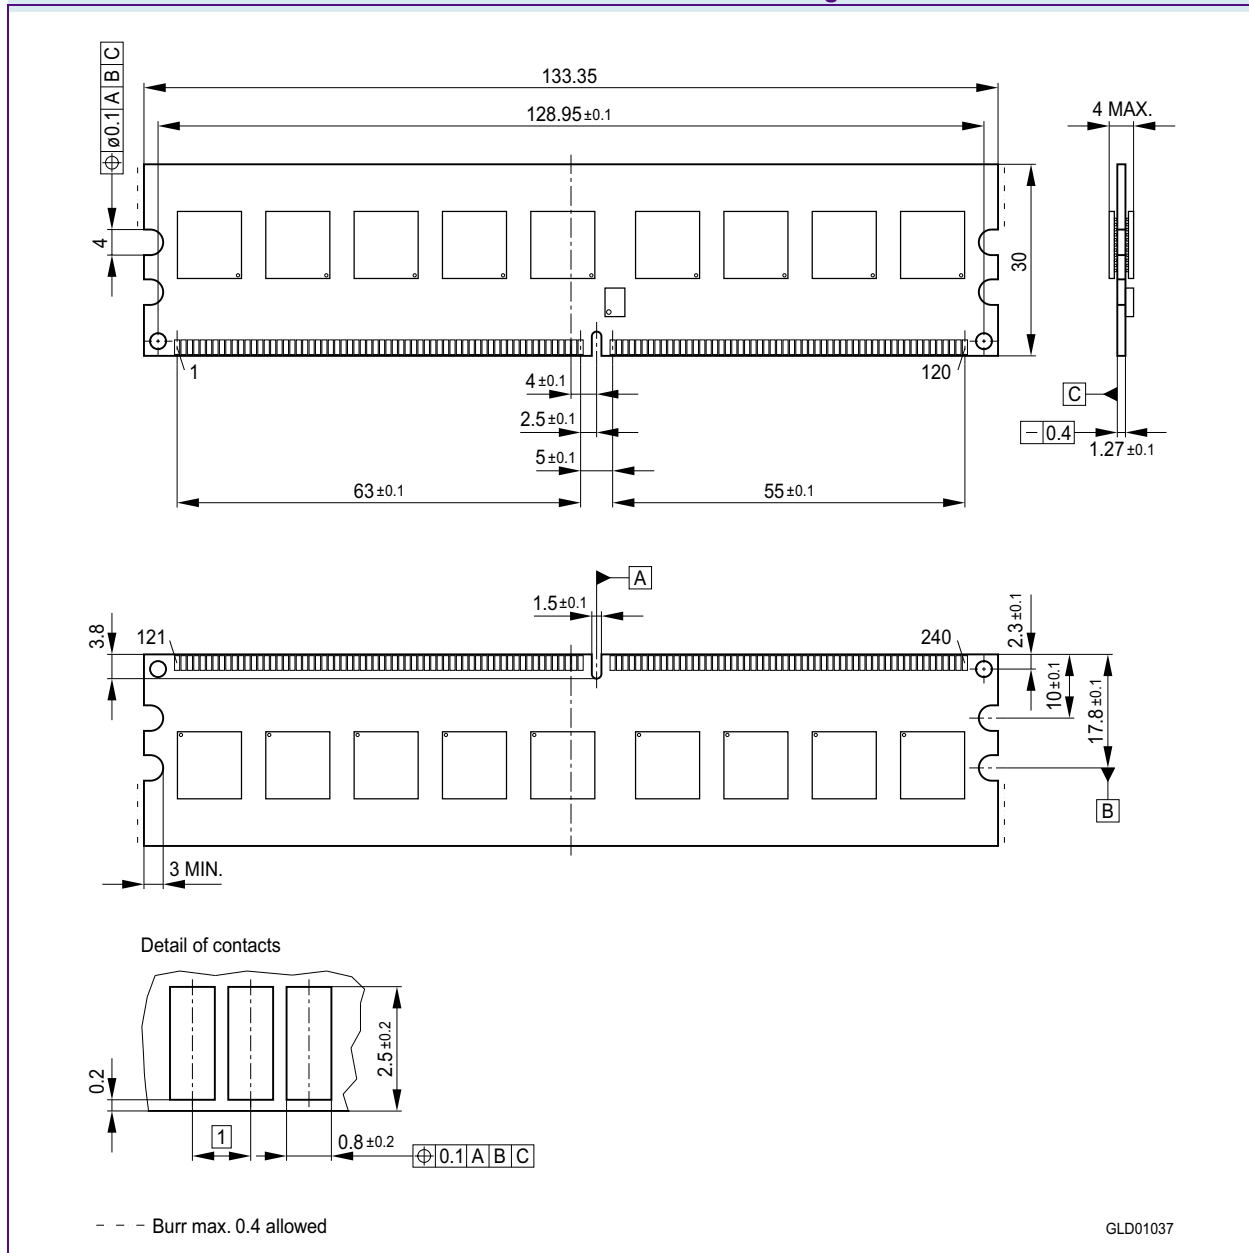 133.35
128.95 ±0.1
4 MAX.
⌖ ø0.1 A B C
4
30
1
120
4 ±0.1
2.5 ±0.1
5 ±0.1
63 ±0.1
55 ±0.1
C
— 0.4
1.27 ±0.1
A
1.5 ±0.1
3.8
121
240
2.3 ±0.1
10 ±0.1
17.8 ±0.1
B
3 MIN.
Detail of contacts
0.2
2.5 ±0.2
1
0.8 ±0.2
⌖ 0.1 A B C
- - - Burr max. 0.4 allowed
GLD01037